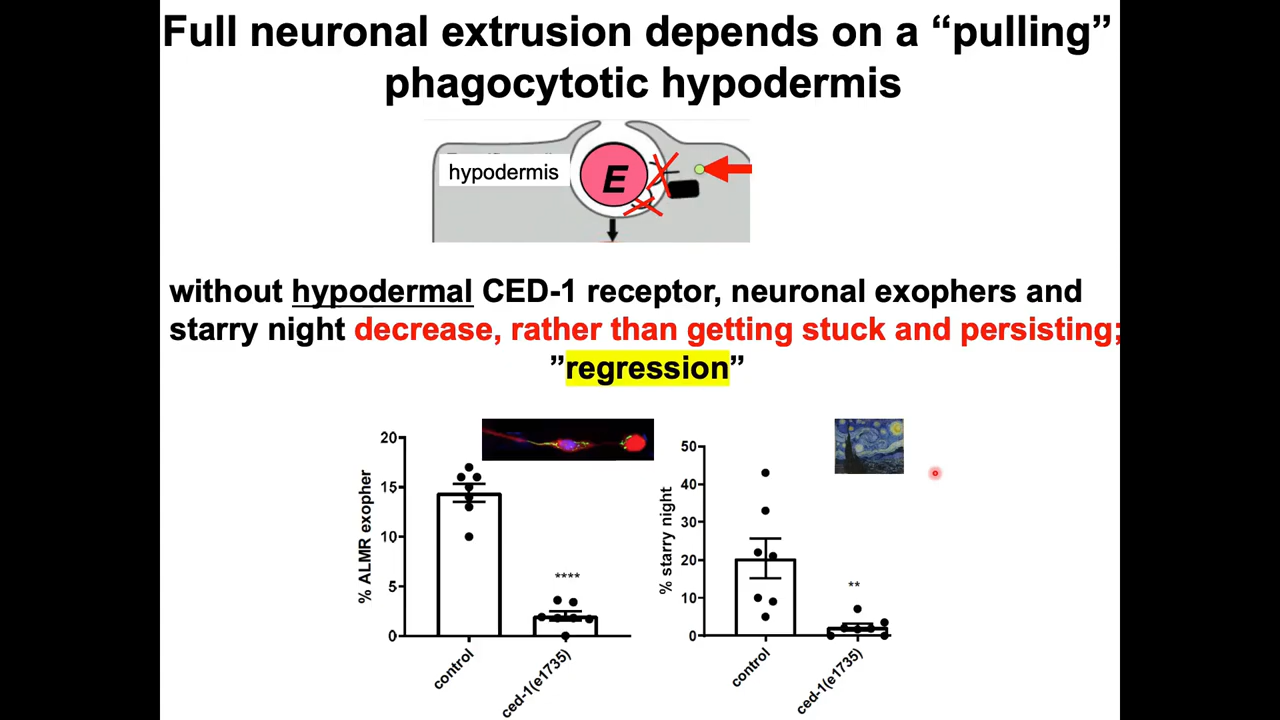 Full neuronal extrusion depends on a “pulling”
phagocytotic hypodermis
hypodermis
E
without hypodermal CED-1 receptor, neuronal exophers and
starry night decrease, rather than getting stuck and persisting;
”regression”
% ALMR exopher
20
15
10
5
0
****
control
ced-1(e1735)
% starry night
50
40
30
20
10
0
**
control
ced-1(e1735)